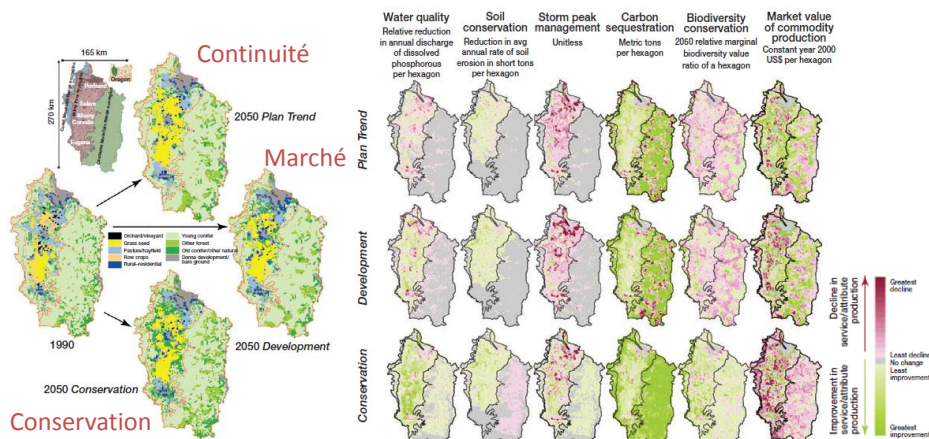 165 km
270 km
Oregon
Portland
Salem
Corvallis
Eugene
Continuité
2050 Plan Trend
Marché
Orchard/vineyard
Grass seed
Pasture/hayfield
Row crops
Rural-residential
Young conifer
Other forest
Old conifer/other natural
Dense development/
bare ground
1990
2050 Development
2050 Conservation
Conservation
Water quality
Relative reduction
in annual discharge
of dissolved
phosphorous
per hexagon
Soil
conservation
Reduction in avg
annual rate of soil
erosion in short tons
per hexagon
Storm peak
management
Unitless
Carbon
sequestration
Metric tons
per hexagon
Biodiversity
conservation
2050 relative marginal
biodiversity value
ratio of a hexagon
Market value
of commodity
production
Constant year 2000
US$ per hexagon
Plan Trend
Development
Conservation
Decline in
service/attribute
production
Improvement in
service/attribute
production
Greatest
decline
Least decline
No change
Least
improvement
Greatest
improvement